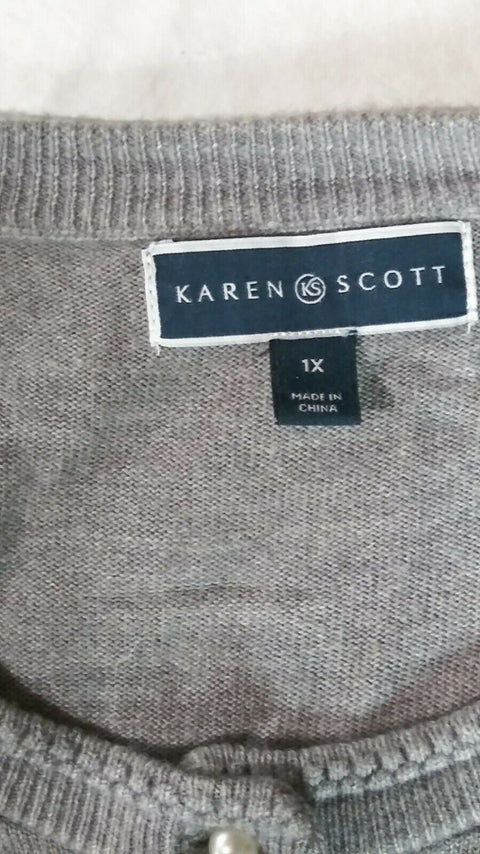 KAREN KS SCOTT
1X
MADE IN
CHINA